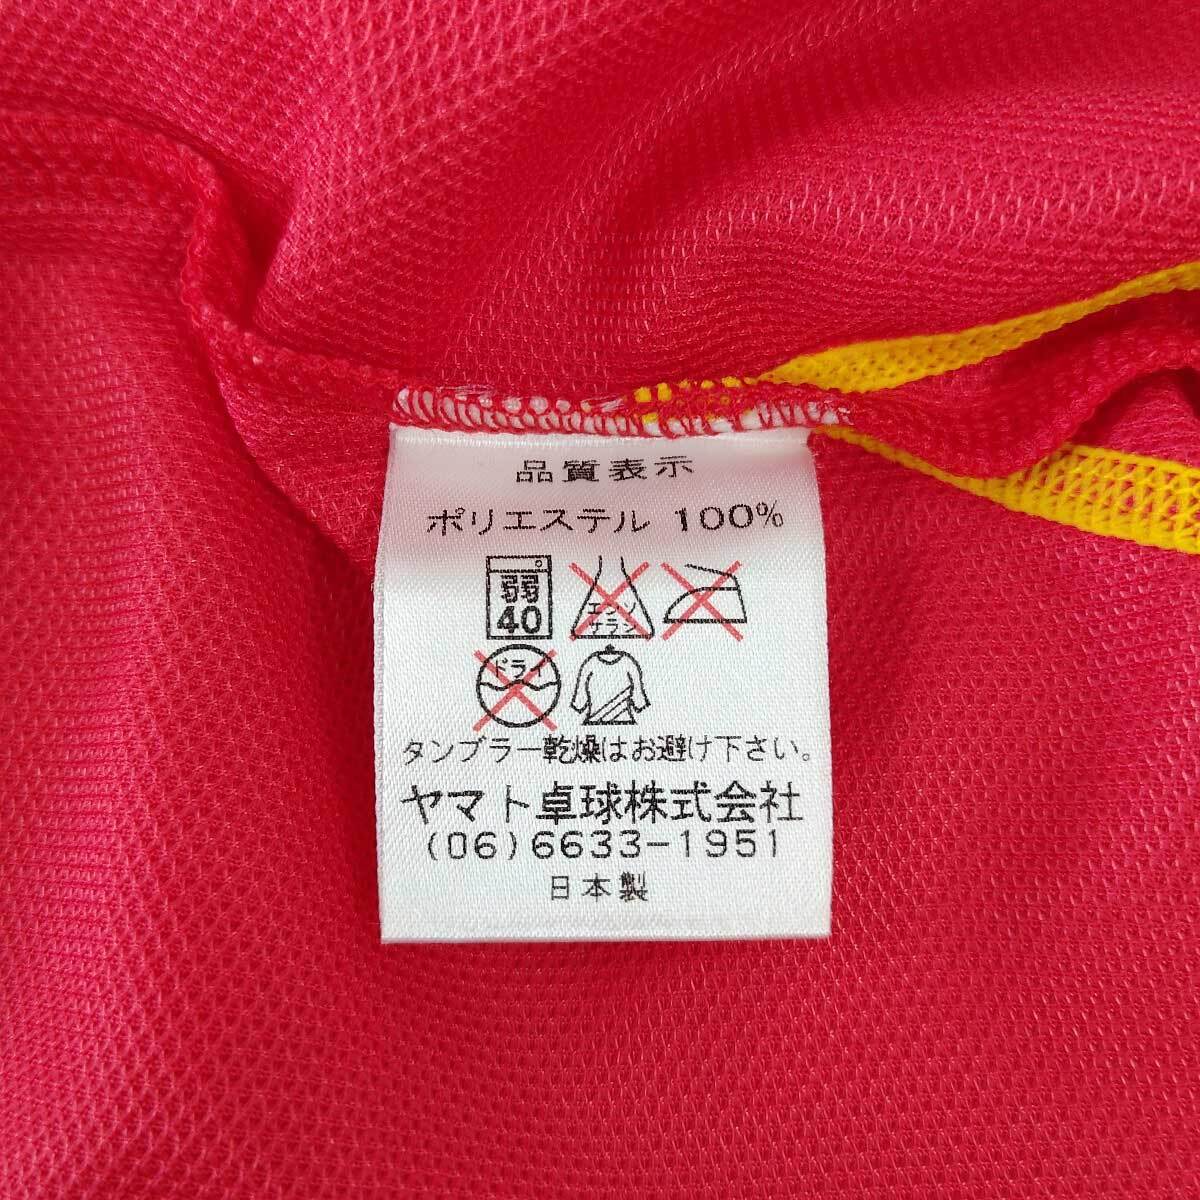 品質表示
ポリエステル 100%
弱
40
エンソ
サラシ
ドライ
タンブラー乾燥はお避け下さい。
ヤマト卓球株式会社
(06)6633-1951
日本製